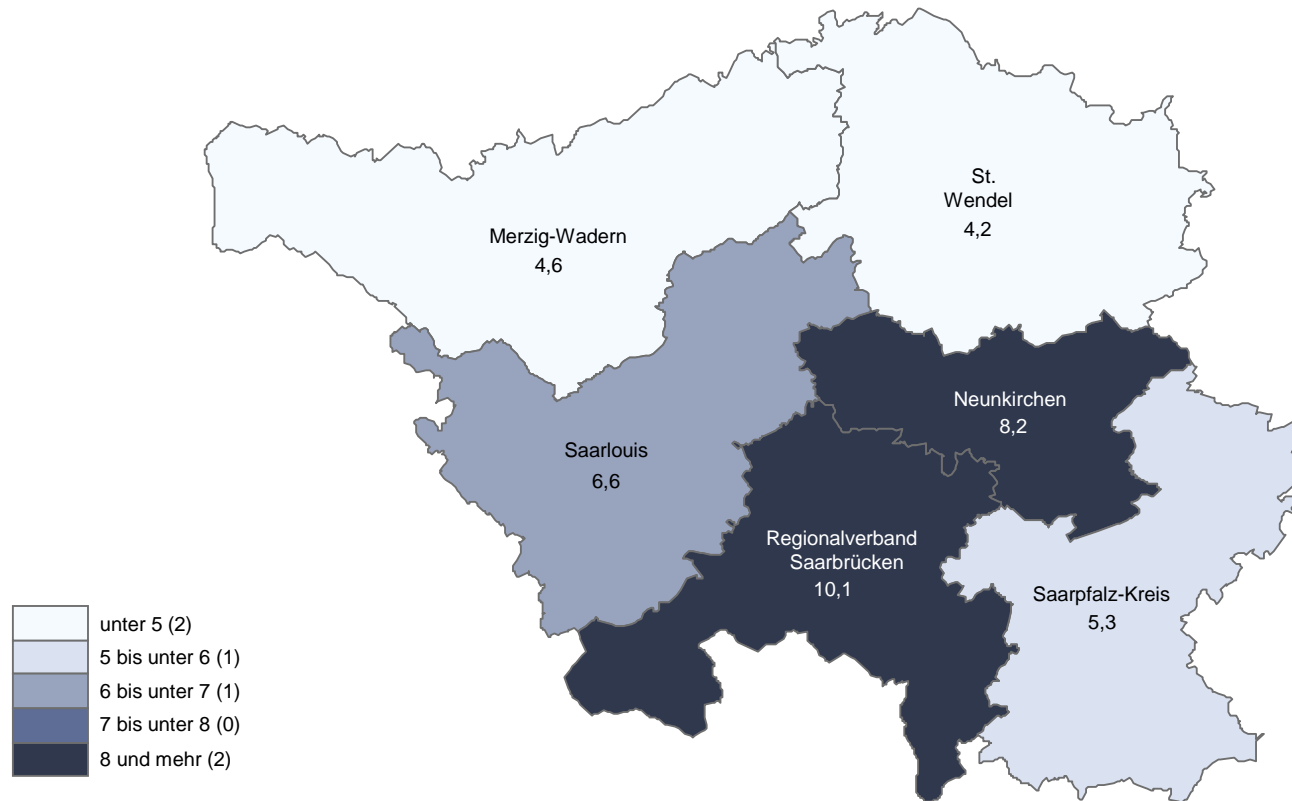 St.
Wendel
4,2
Merzig-Wadern
4,6
Neunkirchen
8,2
Saarlouis
6,6
Regionalverband
Saarbrücken
10,1
Saarpfalz-Kreis
5,3
unter 5 (2)
5 bis unter 6 (1)
6 bis unter 7 (1)
7 bis unter 8 (0)
8 und mehr (2)